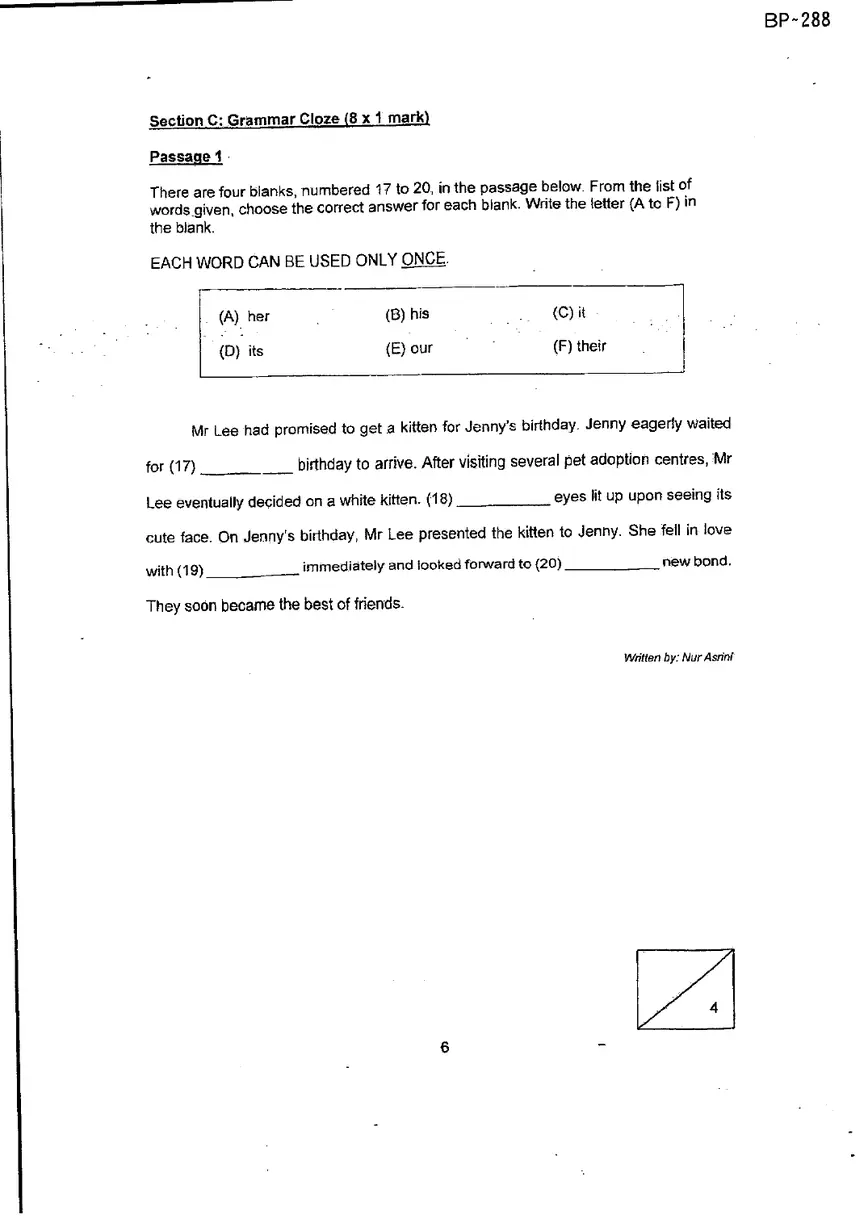 BP-288
Section C: Grammar Cloze (8 x 1 mark)
Passage 1
There are four blanks, numbered 17 to 20, in the passage below. From the list of
words given, choose the correct answer for each blank. Write the letter (A to F) in
the blank.
EACH WORD CAN BE USED ONLY ONCE.
(A) her (B) his (C) it
(D) its (E) our (F) their
Mr Lee had promised to get a kitten for Jenny's birthday. Jenny eagerly waited
for (17) __________ birthday to arrive. After visiting several pet adoption centres, Mr
Lee eventually decided on a white kitten. (18) __________ eyes lit up upon seeing its
cute face. On Jenny's birthday, Mr Lee presented the kitten to Jenny. She fell in love
with (19) __________ immediately and looked forward to (20) __________ new bond.
They soon became the best of friends.
Written by: Nur Asrini
4
6